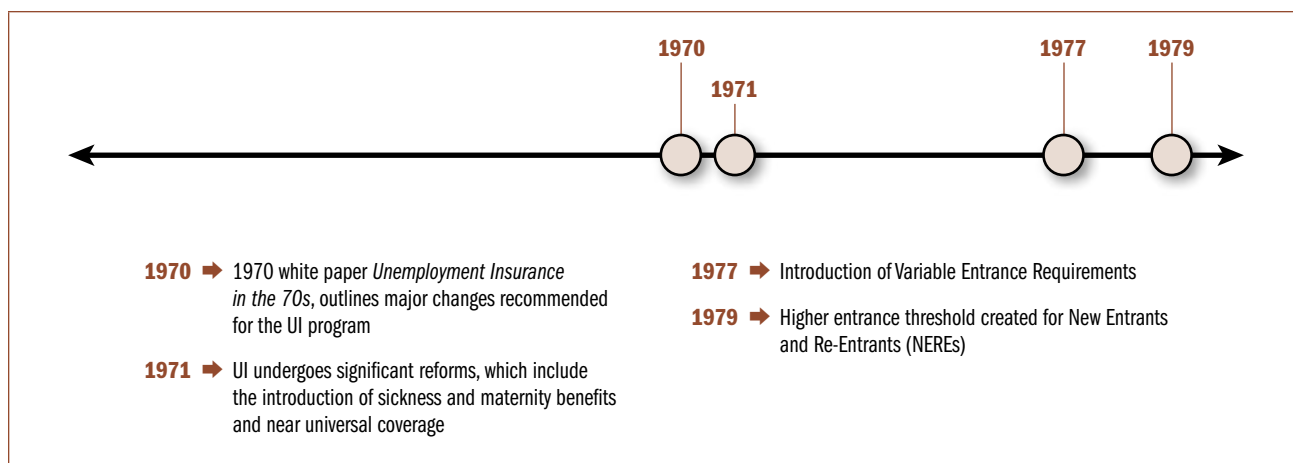 1970
1971
1977
1979
1970 ➡ 1970 white paper Unemployment Insurance
in the 70s, outlines major changes recommended
for the UI program
1971 ➡ UI undergoes significant reforms, which include
the introduction of sickness and maternity benefits
and near universal coverage
1977 ➡ Introduction of Variable Entrance Requirements
1979 ➡ Higher entrance threshold created for New Entrants
and Re-Entrants (NEREs)